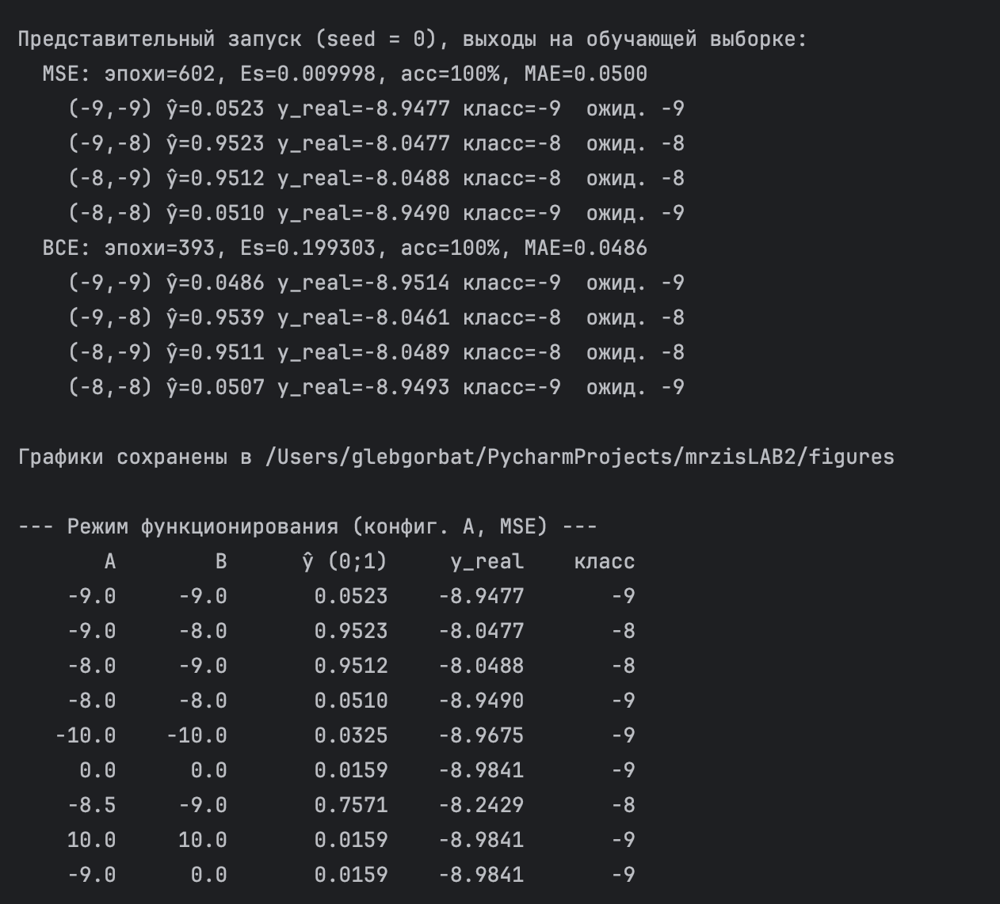 Представительный запуск (seed = 0), выходы на обучающей выборке:
MSE: эпохи=602, Es=0.009998, acc=100%, MAE=0.0500
(-9,-9) ŷ=0.0523 y_real=-8.9477 класс=-9  ожид. -9
(-9,-8) ŷ=0.9523 y_real=-8.0477 класс=-8  ожид. -8
(-8,-9) ŷ=0.9512 y_real=-8.0488 класс=-8  ожид. -8
(-8,-8) ŷ=0.0510 y_real=-8.9490 класс=-9  ожид. -9
BCE: эпохи=393, Es=0.199303, acc=100%, MAE=0.0486
(-9,-9) ŷ=0.0486 y_real=-8.9514 класс=-9  ожид. -9
(-9,-8) ŷ=0.9539 y_real=-8.0461 класс=-8  ожид. -8
(-8,-9) ŷ=0.9511 y_real=-8.0489 класс=-8  ожид. -8
(-8,-8) ŷ=0.0507 y_real=-8.9493 класс=-9  ожид. -9
Графики сохранены в /Users/glebgorbat/PycharmProjects/mrzisLAB2/figures
--- Режим функционирования (конфиг. A, MSE) ---
A B ŷ (0;1) y_real класс
-9.0 -9.0 0.0523 -8.9477 -9
-9.0 -8.0 0.9523 -8.0477 -8
-8.0 -9.0 0.9512 -8.0488 -8
-8.0 -8.0 0.0510 -8.9490 -9
-10.0 -10.0 0.0325 -8.9675 -9
0.0 0.0 0.0159 -8.9841 -9
-8.5 -9.0 0.7571 -8.2429 -8
10.0 10.0 0.0159 -8.9841 -9
-9.0 0.0 0.0159 -8.9841 -9